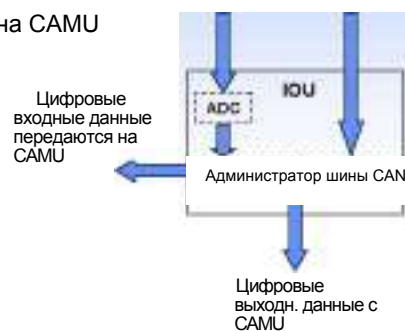 на CAMU
IOU
ADC
Цифровые
входные данные
передаются на
CAMU
Администратор шины CAN
Цифровые
выходн. данные с
CAMU